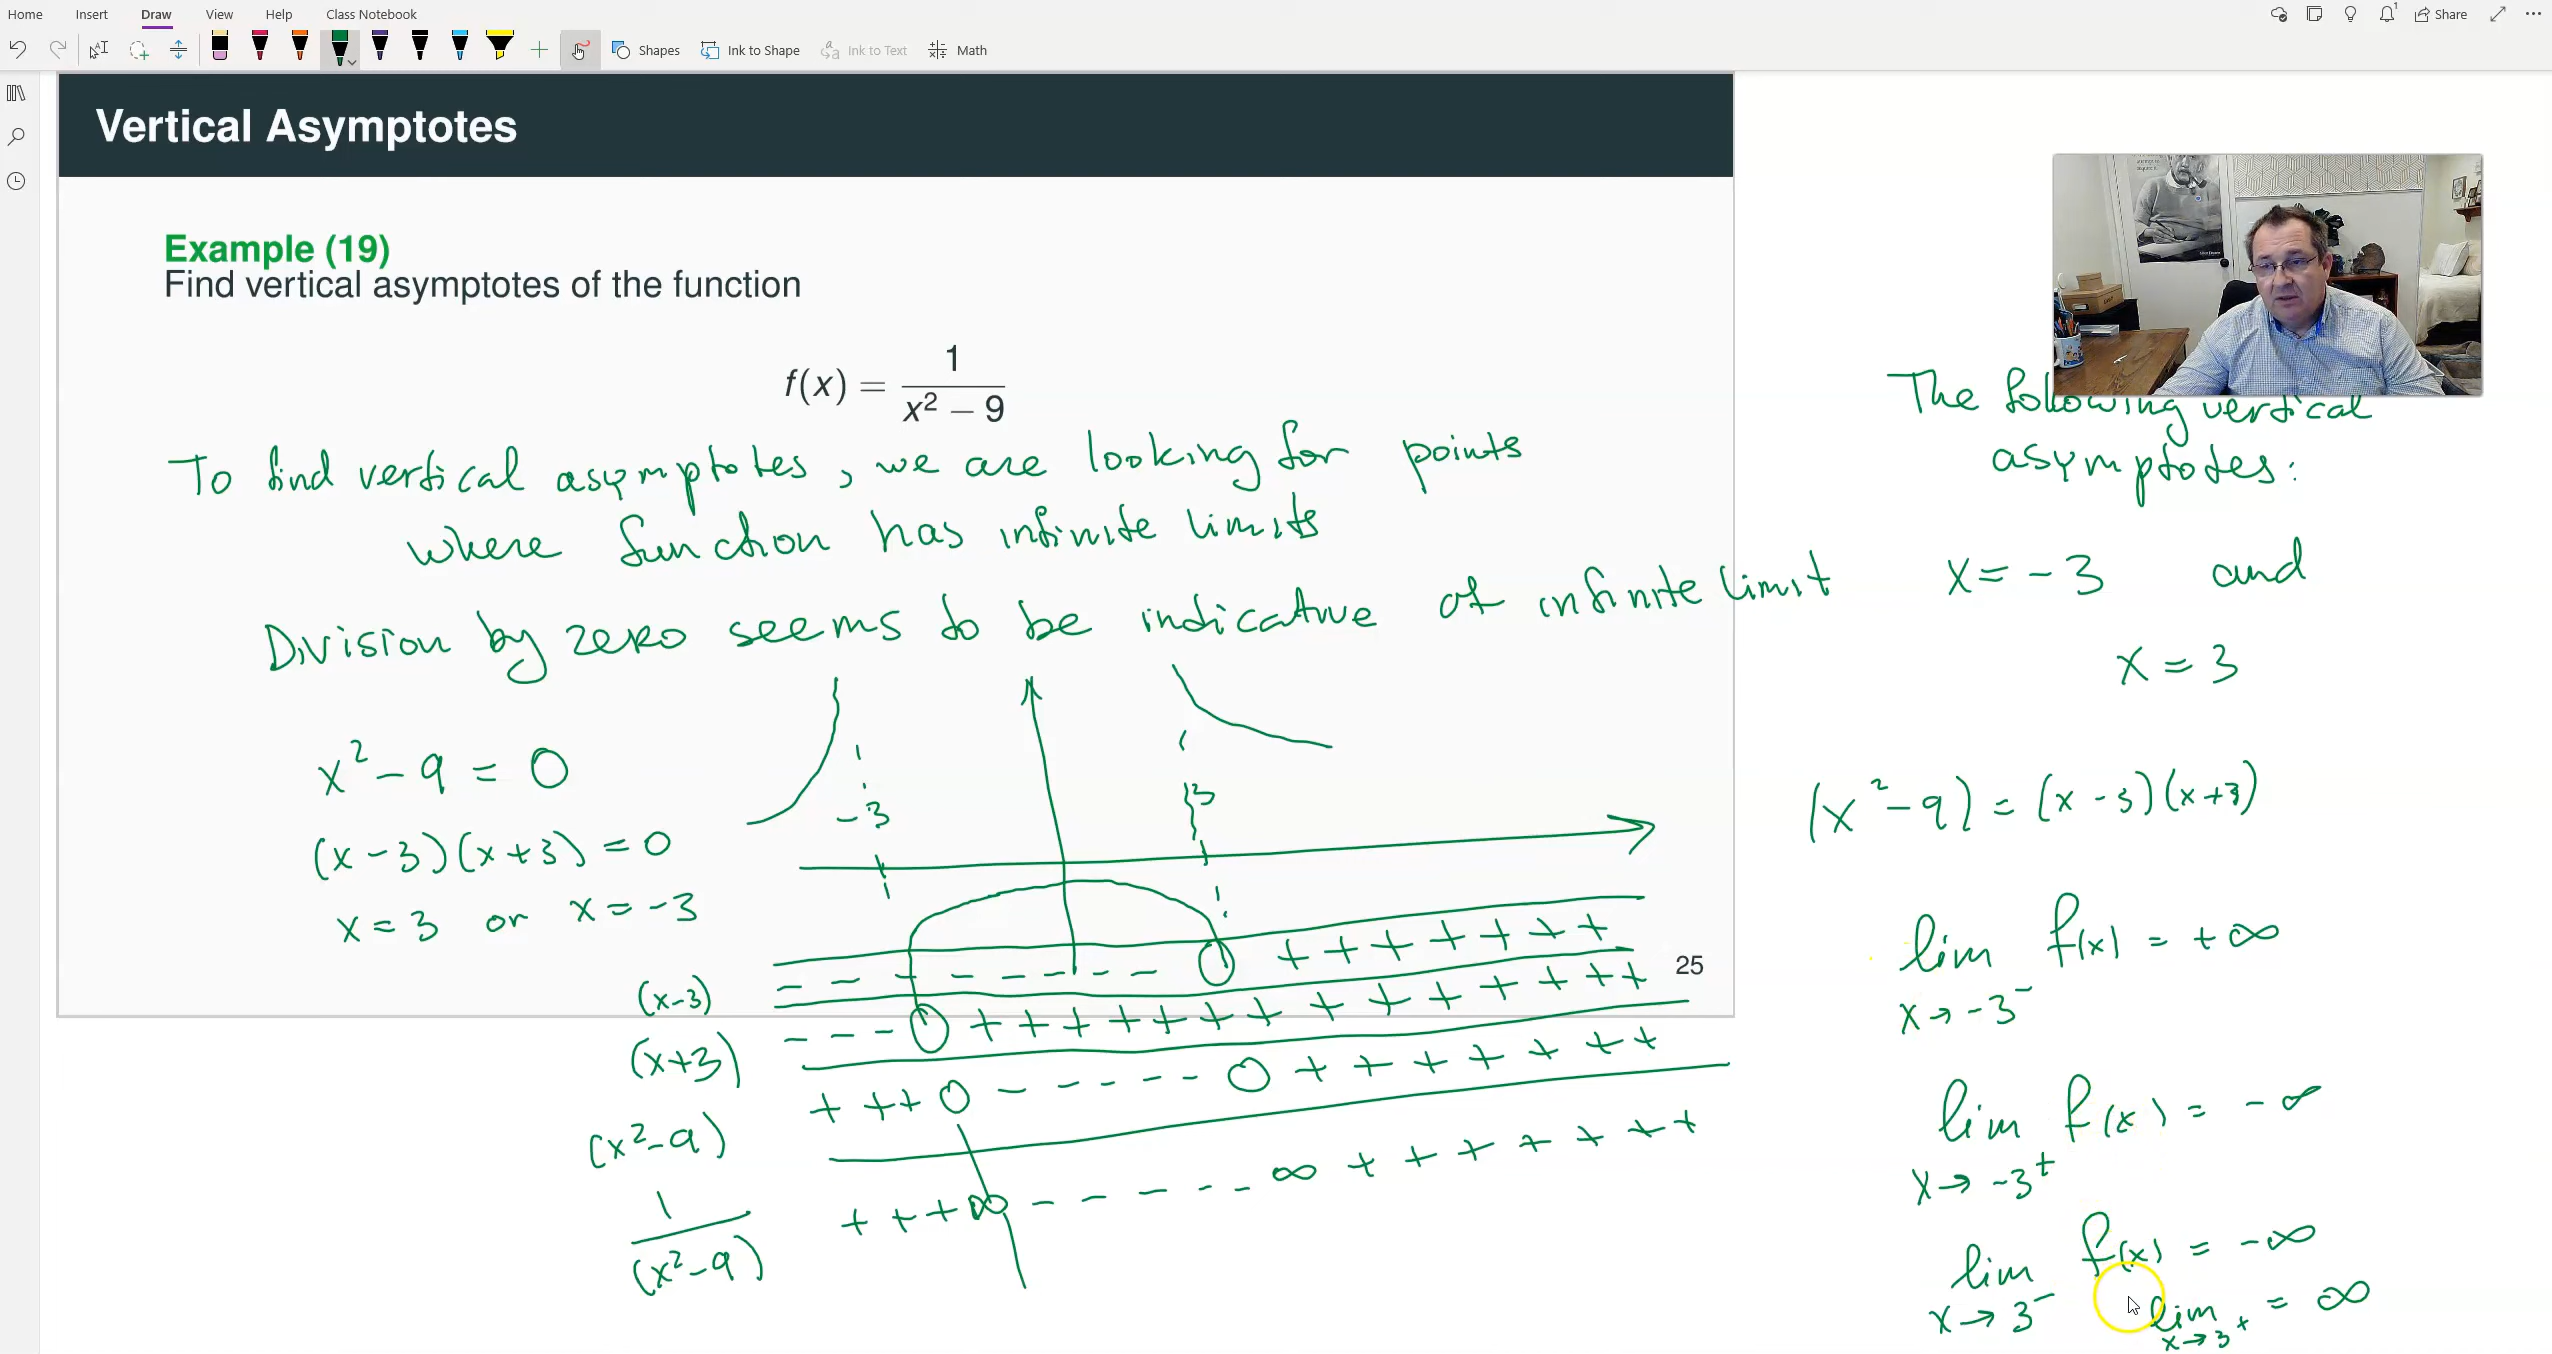 Home Insert Draw View Help Class Notebook Share
Shapes Ink to Shape Ink to Text Math
Vertical Asymptotes
Example (19)
Find vertical asymptotes of the function
f(x) = 1 / (x² − 9)
To find vertical asymptotes, we are looking for points
where function has infinite limits
Division by zero seems to be indicative of infinite limit
x² - 9 = 0
(x - 3)(x + 3) = 0
x = 3 or x = -3
-3 3
(x-3) - - - - - - - - - 0 + + + + + + +
(x+3) - - - 0 + + + + + + + + + + + + +
(x²-9) + + + 0 - - - - - - 0 + + + + + + +
1/(x²-9) + + + ∞ - - - - - ∞ + + + + + + +
25
The following vertical
asymptotes:
x = -3 and
x = 3
(x² - 9) = (x - 3)(x + 3)
lim f(x) = +∞
x → -3⁻
lim f(x) = -∞
x → -3⁺
lim f(x) = -∞
x → 3⁻
lim = ∞
x → 3⁺